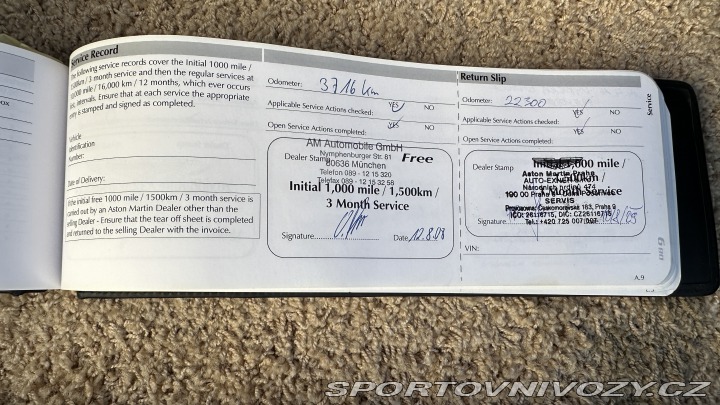 Service Record
The following service records cover the Initial 1000 mile /
/ 3 month service and then the regular services at
mile / 16,000 km / 12 months, which ever occurs
intervals. Ensure that at each service the appropriate
entry is stamped and signed as completed.
Vehicle
Identification
Number:
Date of Delivery:
If the initial free 1000 mile / 1500km / 3 month service is
carried out by an Aston Martin Dealer other than the
selling Dealer - Ensure that the tear off sheet is completed
and returned to the selling Dealer with the invoice.
Odometer: 3716 km
Applicable Service Actions checked: YES NO
Open Service Actions completed: YES NO
AM Automobile GmbH
Nymphenburger Str. 81
80636 München
Telefon 089 - 12 15 320
Telefax 089 - 12 15 32 58
Dealer Stamp Free
Initial 1,000 mile / 1,500km /
3 Month Service
Signature Date 12.8.08
Return Slip
Odometer: 22300
Applicable Service Actions checked: YES NO
Open Service Actions completed: YES NO
Dealer Stamp
Aston Martin Praha
Service
SERVIS
Signature
VIN:
A.9
Service
SPORTOVNIVOZY.CZ